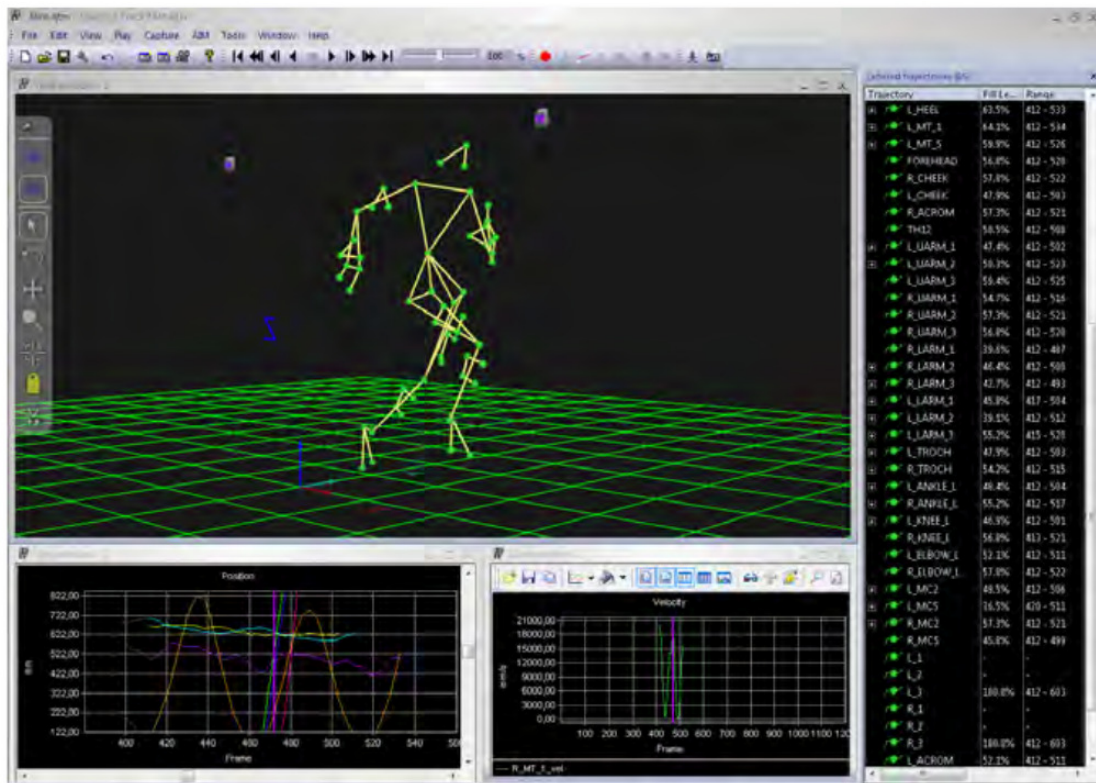 File Edit View Play Capture AIM Tools Window Help
Labeled trajectories
Trajectory Fill Le... Range
L_HEEL 63.5% 412 - 533
L_MT_1 64.1% 412 - 534
L_MT_5 59.9% 412 - 526
FOREHEAD 56.8% 412 - 520
R_CHEEK 57.8% 412 - 522
L_CHEEK 47.9% 412 - 503
R_ACROM 57.3% 412 - 521
TH12 50.5% 412 - 508
L_UARM_1 47.4% 412 - 502
L_UARM_2 58.3% 412 - 523
L_UARM_3 59.4% 412 - 525
R_UARM_1 54.7% 412 - 516
R_UARM_2 57.3% 412 - 521
R_UARM_3 56.8% 412 - 520
R_LARM_1 39.6% 412 - 487
R_LARM_2 46.4% 412 - 500
R_LARM_3 42.7% 412 - 493
L_LARM_1 45.8% 417 - 504
L_LARM_2 39.1% 412 - 512
L_LARM_3 55.2% 415 - 520
L_TROCH 47.9% 412 - 503
R_TROCH 54.2% 412 - 515
L_ANKLE_L 48.4% 412 - 504
R_ANKLE_L 55.2% 412 - 517
L_KNEE_L 46.9% 412 - 501
R_KNEE_L 56.8% 413 - 521
L_ELBOW_L 52.1% 412 - 511
R_ELBOW_L 57.8% 412 - 522
L_MC2 49.5% 412 - 506
L_MC5 36.5% 420 - 511
R_MC2 57.3% 412 - 521
R_MC5 45.8% 412 - 499
L_1 - -
L_2 - -
L_3 100.0% 412 - 603
R_1 - -
R_2 - -
R_3 100.0% 412 - 603
L_ACROM 52.1% 412 - 511
Z
Position
822,00
722,00
622,00
522,00
422,00
322,00
222,00
122,00
mm
400 420 440 460 480 500 520 540
Frame
Velocity
21000,00
18000,00
15000,00
12000,00
9000,00
6000,00
3000,00
0,00
mm/s
0 100 200 300 400 500 600 700 800 900 1000 1100
Frame